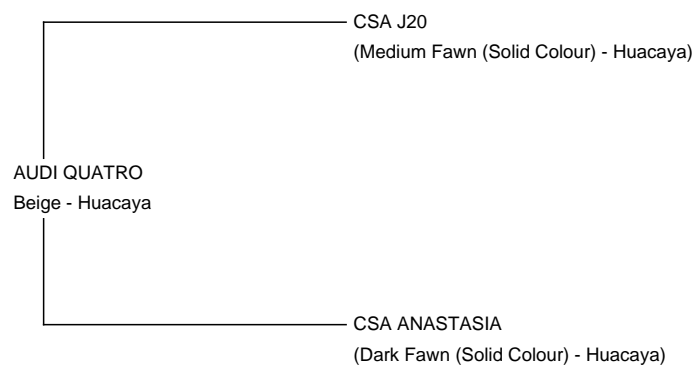 CSA J20
(Medium Fawn (Solid Colour) - Huacaya)
AUDI QUATRO
Beige - Huacaya
CSA ANASTASIA
(Dark Fawn (Solid Colour) - Huacaya)